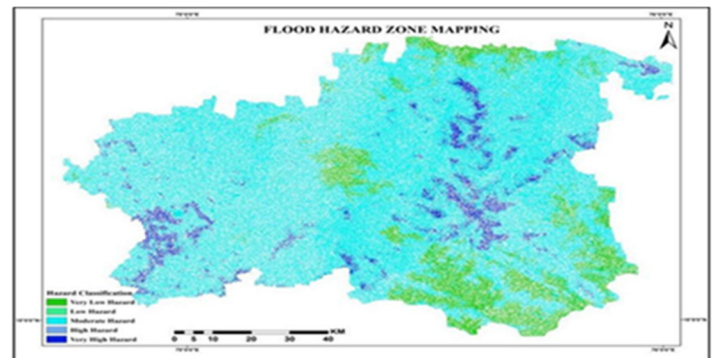 FLOOD HAZARD ZONE MAPPING
N
Hazard Classification
Very Low Hazard
Low Hazard
Moderate Hazard
High Hazard
Very High Hazard
0 5 10 20 30 40 KM